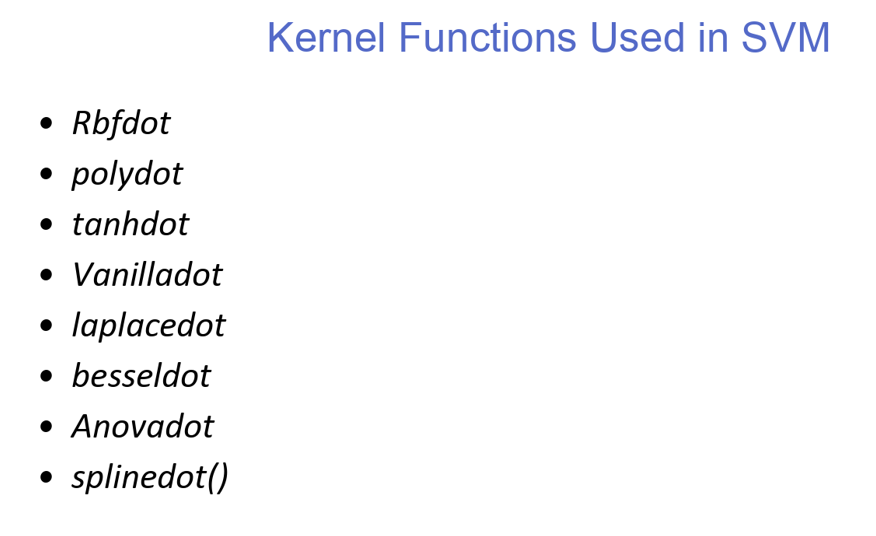 Kernel Functions Used in SVM
• Rbfdot
• polydot
• tanhdot
• Vanilladot
• laplacedot
• besseldot
• Anovadot
• splinedot()